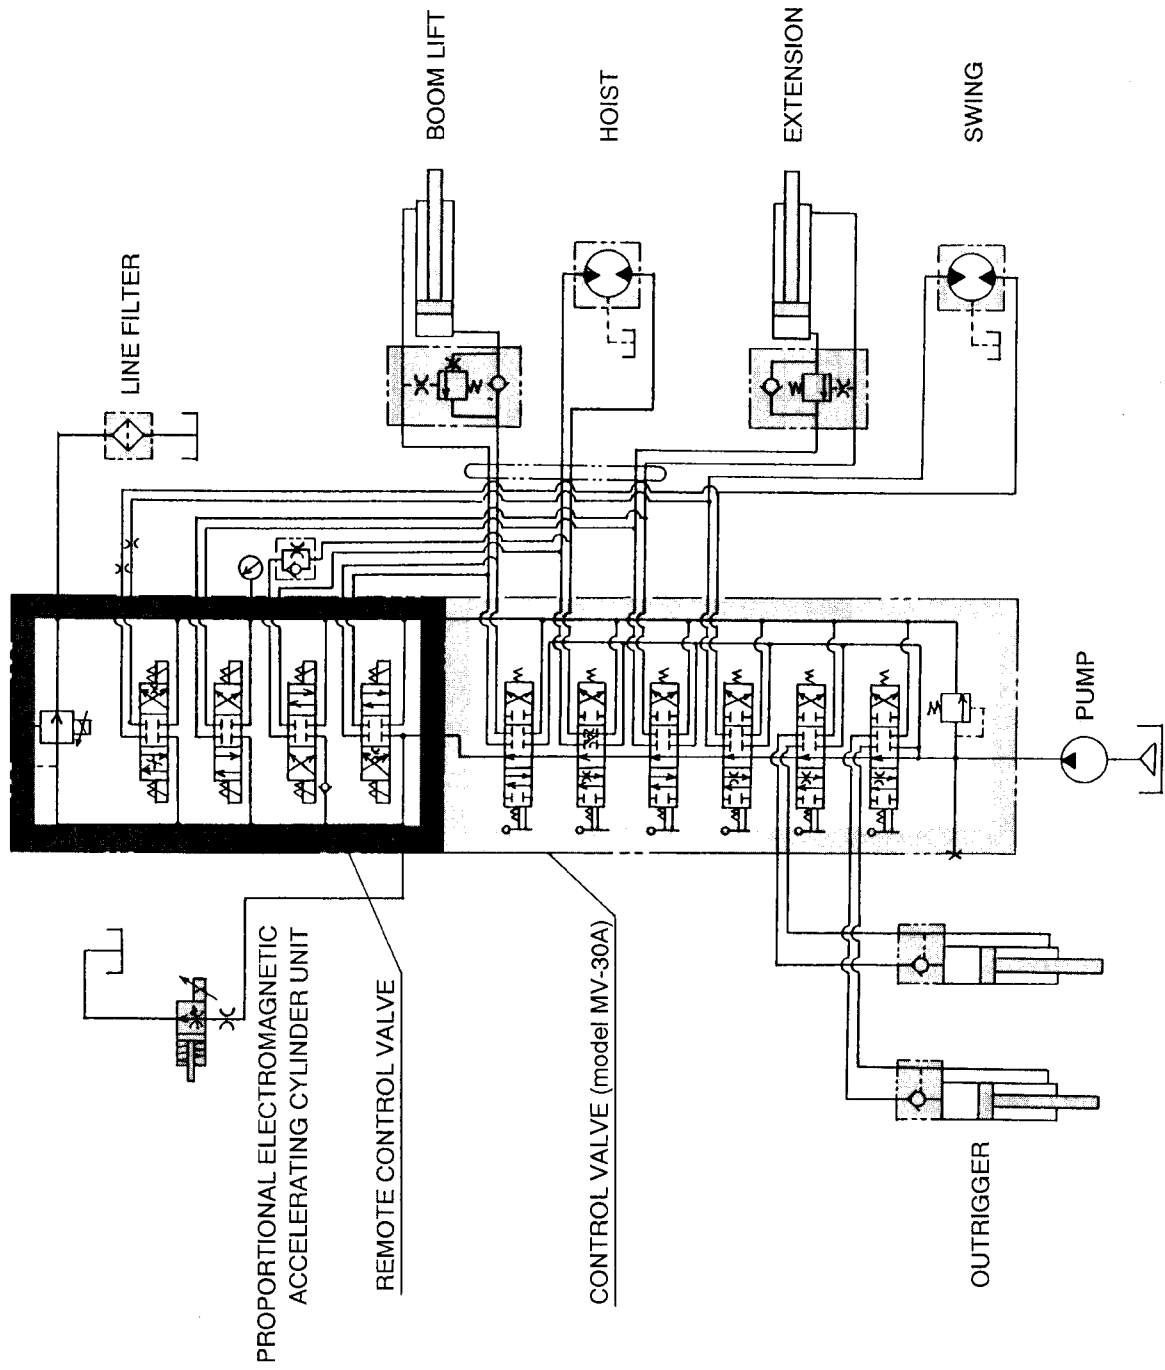 BOOM LIFT
HOIST
EXTENSION
SWING
LINE FILTER
PUMP
PROPORTIONAL ELECTROMAGNETIC
ACCELERATING CYLINDER UNIT
REMOTE CONTROL VALVE
CONTROL VALVE (model MV-30A)
OUTRIGGER